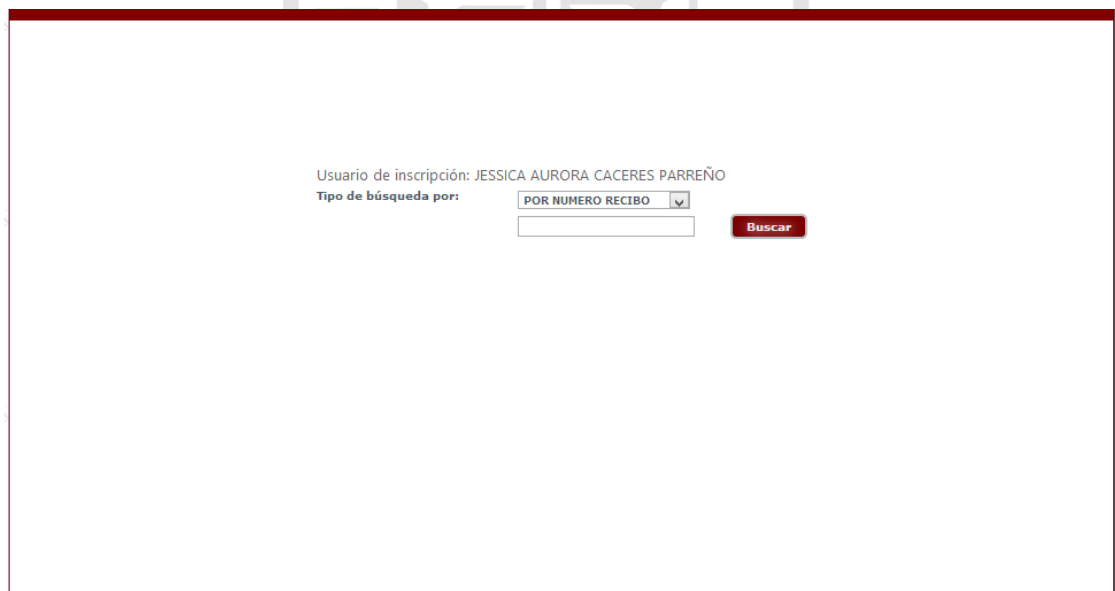 Usuario de inscripción: JESSICA AURORA CACERES PARREÑO
Tipo de búsqueda por:
POR NUMERO RECIBO
Buscar